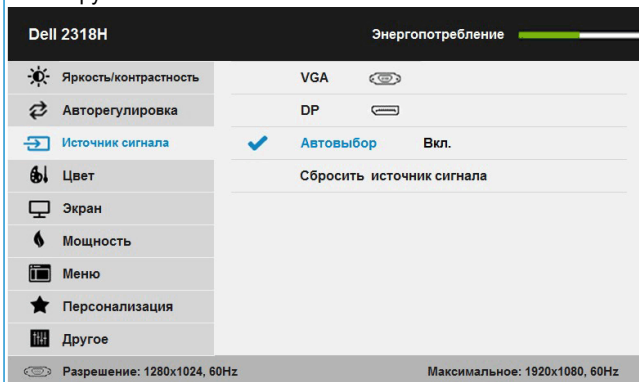 Dell 2318H
Энергопотребление
Яркость/контрастность
VGA
Авторегулировка
DP
Источник сигнала
Автовыбор Вкл.
Цвет
Сбросить источник сигнала
Экран
Мощность
Меню
Персонализация
Другое
Разрешение: 1280x1024, 60Hz
Максимальное: 1920x1080, 60Hz